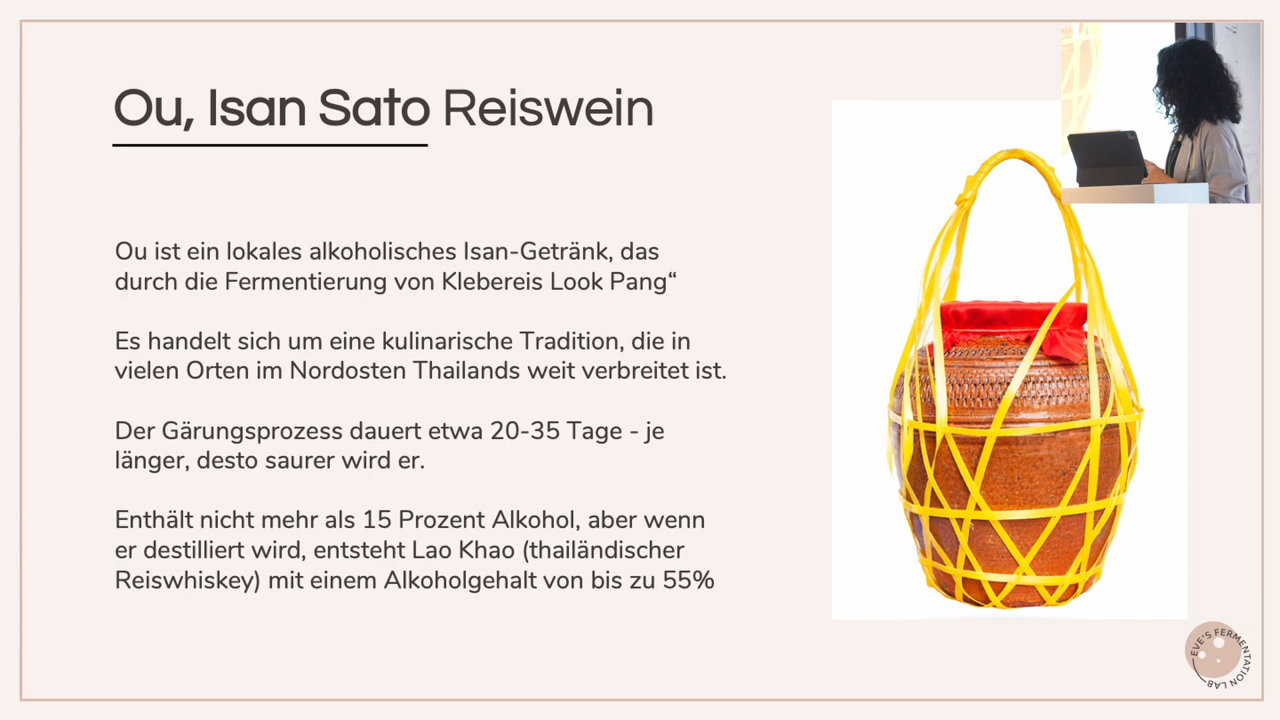 Ou, Isan Sato Reiswein
Ou ist ein lokales alkoholisches Isan-Getränk, das
durch die Fermentierung von Klebereis Look Pang“
Es handelt sich um eine kulinarische Tradition, die in
vielen Orten im Nordosten Thailands weit verbreitet ist.
Der Gärungsprozess dauert etwa 20-35 Tage - je
länger, desto saurer wird er.
Enthält nicht mehr als 15 Prozent Alkohol, aber wenn
er destilliert wird, entsteht Lao Khao (thailändischer
Reiswhiskey) mit einem Alkoholgehalt von bis zu 55%
EVE'S FERMENTATION LAB